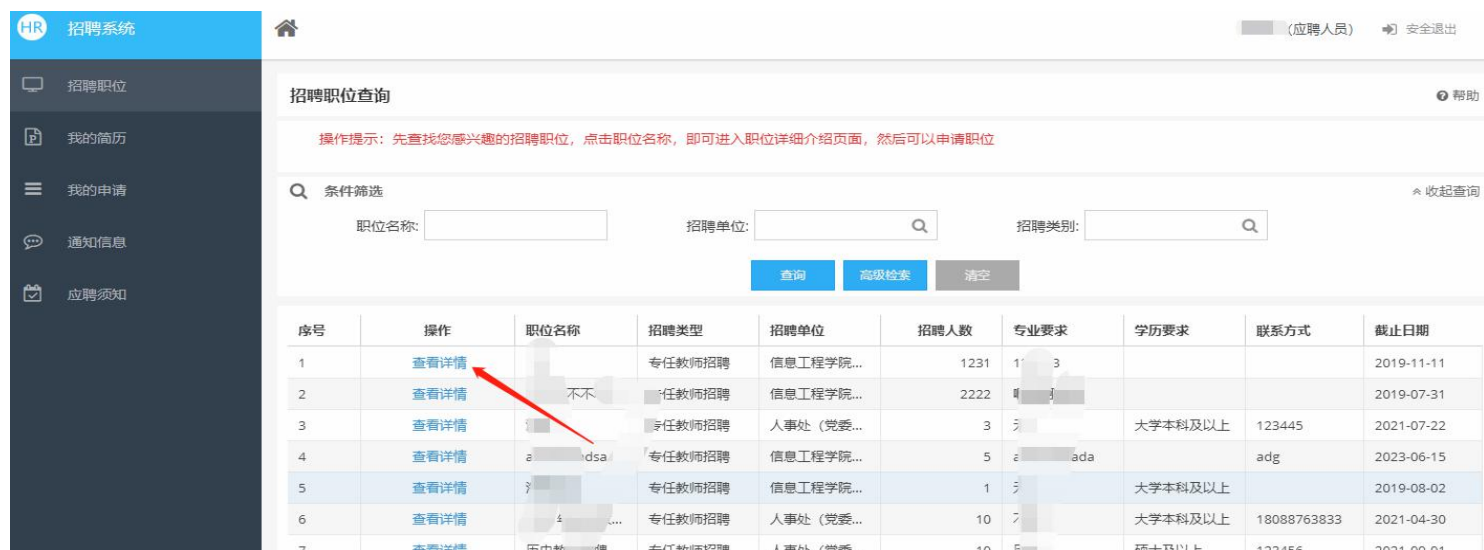 HR 招聘系统 (应聘人员) 安全退出
招聘职位
我的简历
我的申请
通知信息
应聘须知
招聘职位查询 帮助
操作提示：先查找您感兴趣的招聘职位，点击职位名称，即可进入职位详细介绍页面，然后可以申请职位
条件筛选 收起查询
职位名称: 招聘单位: 招聘类别:
查询 高级检索 清空
序号 操作 职位名称 招聘类型 招聘单位 招聘人数 专业要求 学历要求 联系方式 截止日期
1 查看详情 专任教师招聘 信息工程学院... 1231 2019-11-11
2 查看详情 不不 任教师招聘 信息工程学院... 2222 2019-07-31
3 查看详情 专任教师招聘 人事处（党委... 3 大学本科及以上 123445 2021-07-22
4 查看详情 a dsa 专任教师招聘 信息工程学院... 5 a ada adg 2023-06-15
5 查看详情 专任教师招聘 信息工程学院... 1 大学本科及以上 2019-08-02
6 查看详情 ... 专任教师招聘 人事处（党委... 10 大学本科及以上 18088763833 2021-04-30